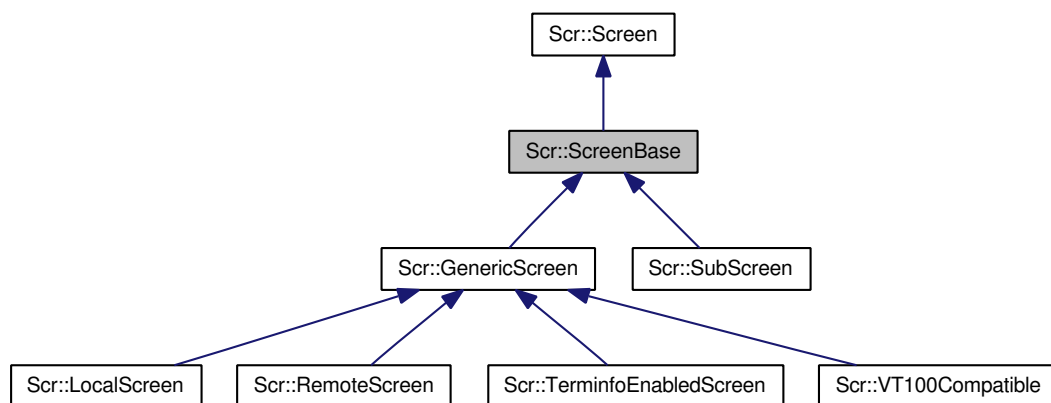 Scr::Screen
Scr::ScreenBase
Scr::GenericScreen
Scr::SubScreen
Scr::LocalScreen
Scr::RemoteScreen
Scr::TerminfoEnabledScreen
Scr::VT100Compatible